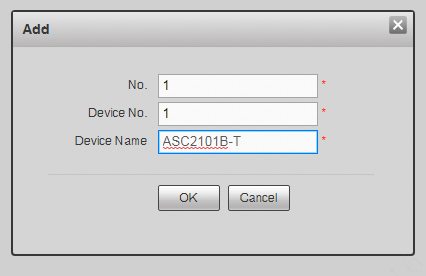 Add
No. 1 *
Device No. 1 *
Device Name ASC2101B-T *
OK Cancel